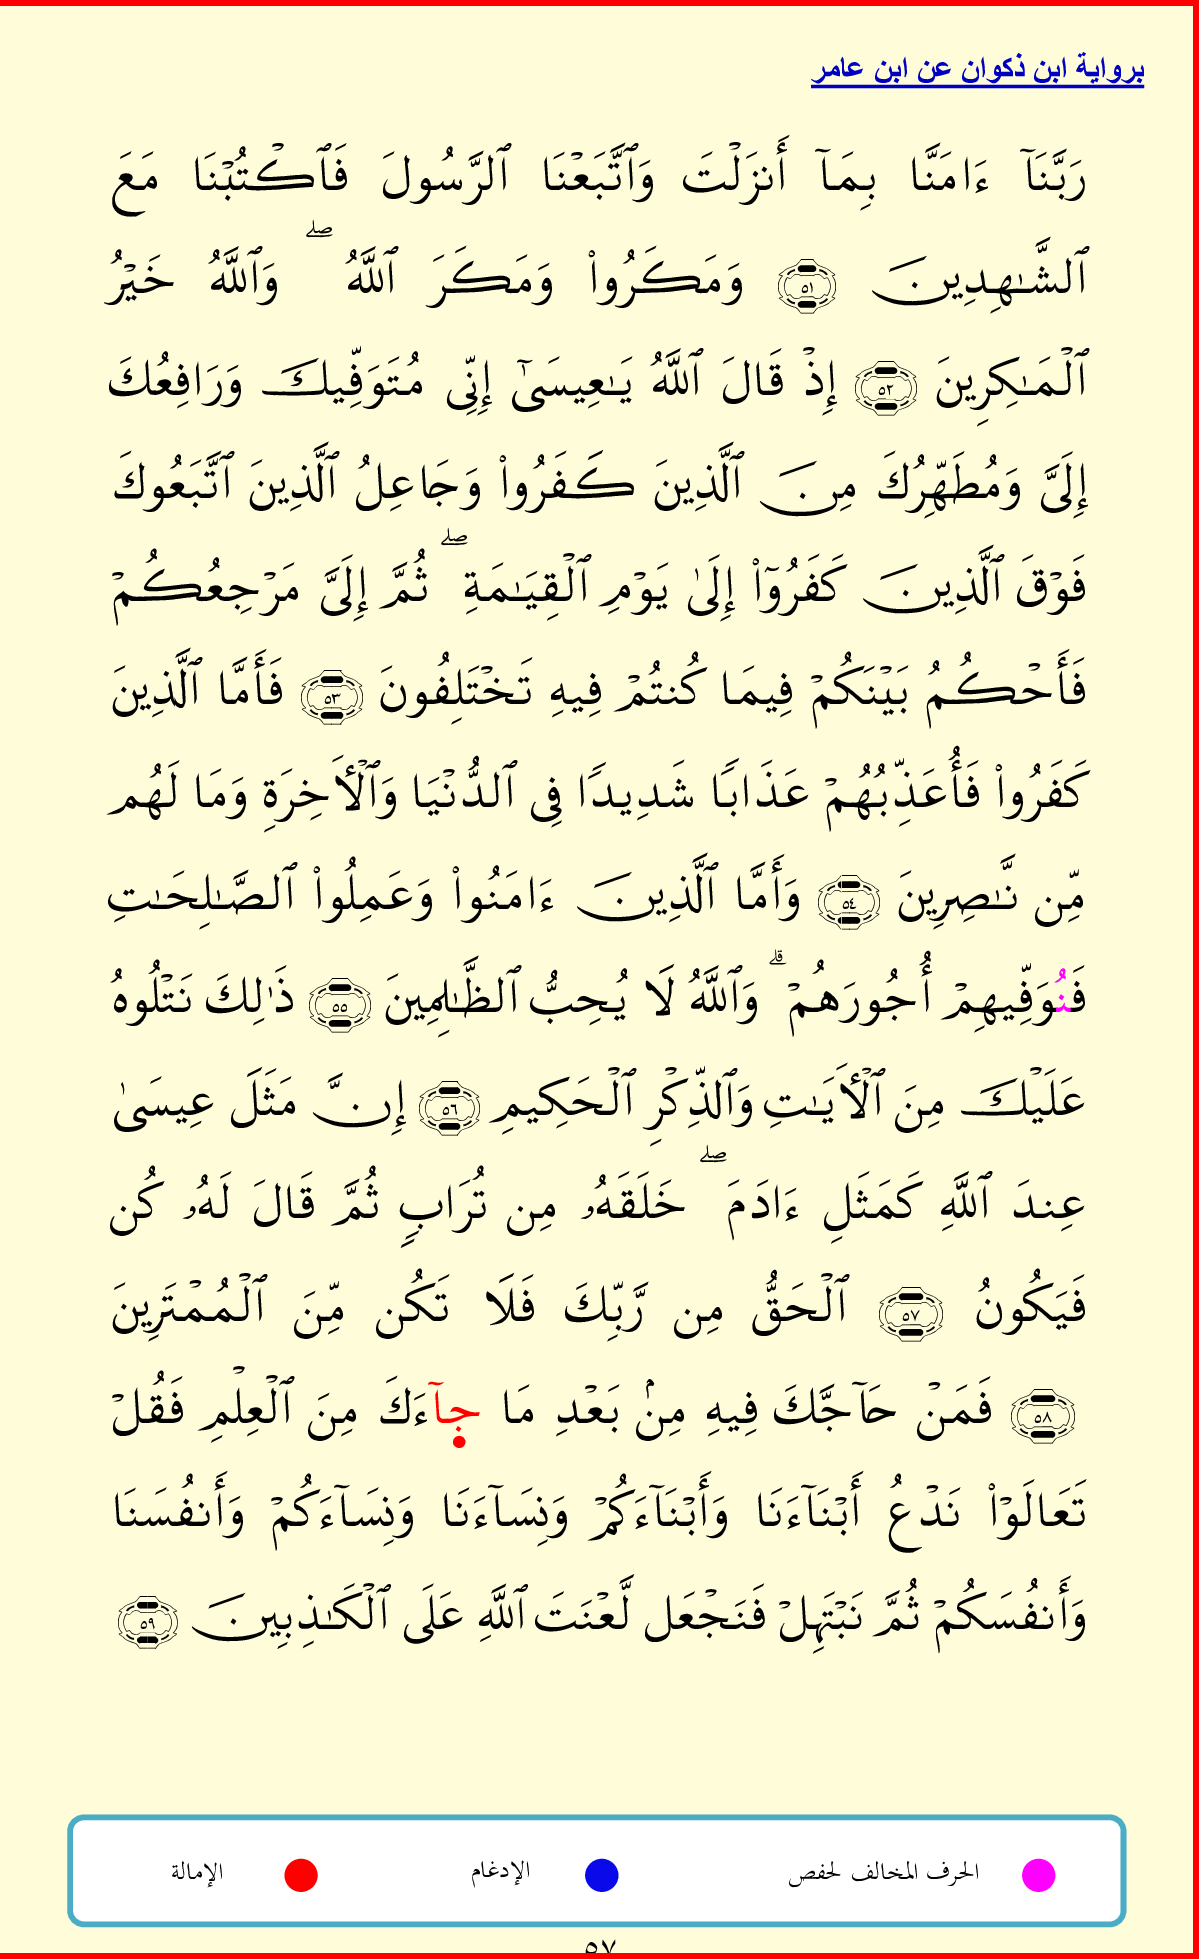 برواية ابن ذكوان عن ابن عامر
رَبَّنَآ ءَامَنَّا بِمَآ أَنزَلۡتَ وَٱتَّبَعۡنَا ٱلرَّسُولَ فَٱكۡتُبۡنَا مَعَ
ٱلشَّٰهِدِينَ ٥١ وَمَكَرُواْ وَمَكَرَ ٱللَّهُۖ وَٱللَّهُ خَيۡرُ
ٱلۡمَٰكِرِينَ ٥٢ إِذۡ قَالَ ٱللَّهُ يَٰعِيسَىٰٓ إِنِّي مُتَوَفِّيكَ وَرَافِعُكَ
إِلَيَّ وَمُطَهِّرُكَ مِنَ ٱلَّذِينَ كَفَرُواْ وَجَاعِلُ ٱلَّذِينَ ٱتَّبَعُوكَ
فَوۡقَ ٱلَّذِينَ كَفَرُوٓاْ إِلَىٰ يَوۡمِ ٱلۡقِيَٰمَةِۖ ثُمَّ إِلَيَّ مَرۡجِعُكُمۡ
فَأَحۡكُمُ بَيۡنَكُمۡ فِيمَا كُنتُمۡ فِيهِ تَخۡتَلِفُونَ ٥٣ فَأَمَّا ٱلَّذِينَ
كَفَرُواْ فَأُعَذِّبُهُمۡ عَذَابٗا شَدِيدٗا فِي ٱلدُّنۡيَا وَٱلۡأٓخِرَةِ وَمَا لَهُم
مِّن نَّٰصِرِينَ ٥٤ وَأَمَّا ٱلَّذِينَ ءَامَنُواْ وَعَمِلُواْ ٱلصَّٰلِحَٰتِ
فَنُوَفِّيهِمۡ أُجُورَهُمۡۗ وَٱللَّهُ لَا يُحِبُّ ٱلظَّٰلِمِينَ ٥٥ ذَٰلِكَ نَتۡلُوهُ
عَلَيۡكَ مِنَ ٱلۡأٓيَٰتِ وَٱلذِّكۡرِ ٱلۡحَكِيمِ ٥٦ إِنَّ مَثَلَ عِيسَىٰ
عِندَ ٱللَّهِ كَمَثَلِ ءَادَمَۖ خَلَقَهُۥ مِن تُرَابٖ ثُمَّ قَالَ لَهُۥ كُن
فَيَكُونُ ٥٧ ٱلۡحَقُّ مِن رَّبِّكَ فَلَا تَكُن مِّنَ ٱلۡمُمۡتَرِينَ
٥٨ فَمَنۡ حَآجَّكَ فِيهِ مِنۢ بَعۡدِ مَا جَآءَكَ مِنَ ٱلۡعِلۡمِ فَقُلۡ
تَعَالَوۡاْ نَدۡعُ أَبۡنَآءَنَا وَأَبۡنَآءَكُمۡ وَنِسَآءَنَا وَنِسَآءَكُمۡ وَأَنفُسَنَا
وَأَنفُسَكُمۡ ثُمَّ نَبۡتَهِلۡ فَنَجۡعَل لَّعۡنَتَ ٱللَّهِ عَلَى ٱلۡكَٰذِبِينَ ٥٩
الحرف المخالف لحفص الإدغام الإمالة
٥٧